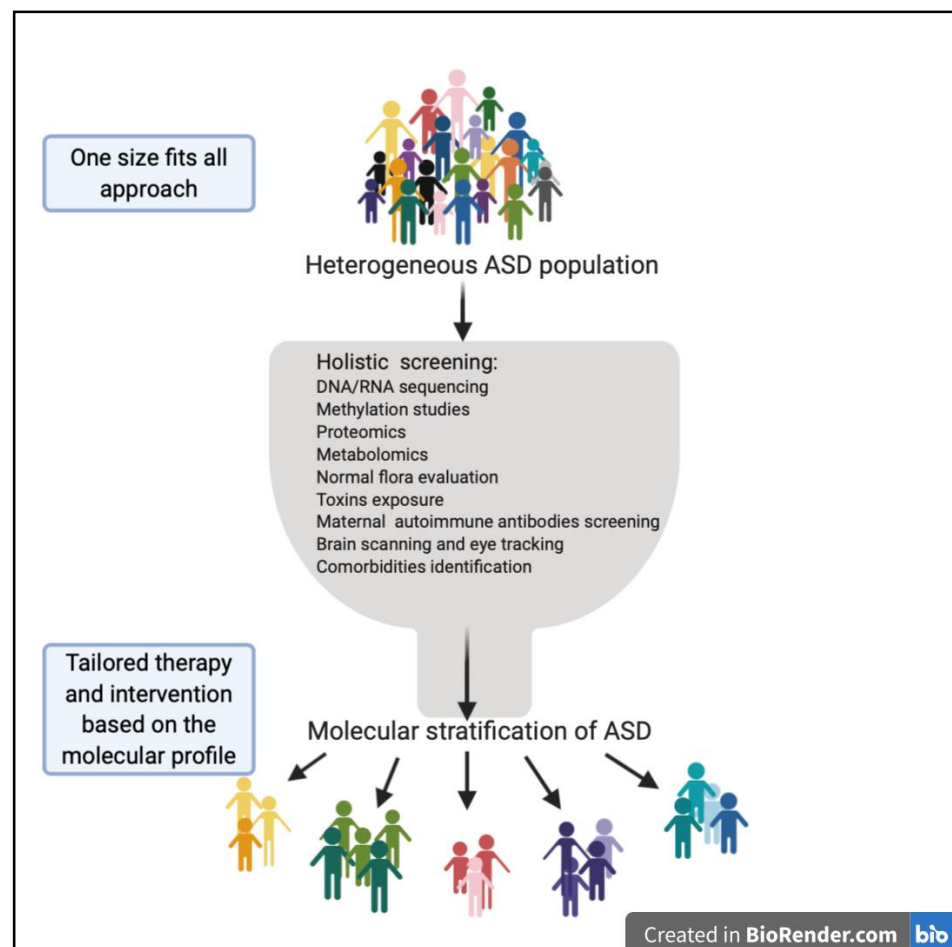 One size fits all
approach
Heterogeneous ASD population
Holistic screening:
DNA/RNA sequencing
Methylation studies
Proteomics
Metabolomics
Normal flora evaluation
Toxins exposure
Maternal autoimmune antibodies screening
Brain scanning and eye tracking
Comorbidities identification
Tailored therapy
and intervention
based on the
molecular profile
Molecular stratification of ASD
Created in BioRender.com bio